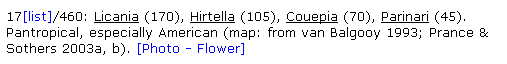 17[list]/460: Licania (170), Hirtella (105), Couepia (70), Parinari (45).
Pantropical, especially American (map: from van Balgooy 1993; Prance &
Sothers 2003a, b). [Photo – Flower]